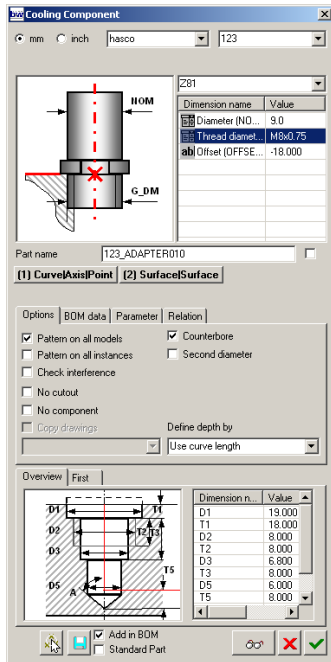 bw Cooling Component
mm inch hasco 123
Z81
NOM
G_DM
Dimension name Value
Diameter (NO... 9.0
Thread diamet... M8x0.75
ab Offset (OFFSE... -18.000
Part name 123_ADAPTER010
(1) Curve|Axis|Point (2) Surface|Surface
Options BOM data Parameter Relation
Pattern on all models Counterbore
Pattern on all instances Second diameter
Check interference
No cutout
No component
Copy drawings Define depth by
Use curve length
Overview First
D1 T1
D2 T2 T3
D3
T5
D5
A
Dimension n... Value
D1 19.000
T1 18.000
D2 8.000
T2 8.000
D3 6.800
T3 8.000
D5 6.000
T5 8.000
Add in BOM
Standard Part